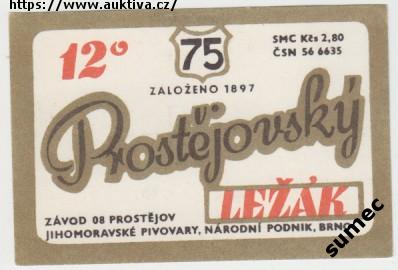 https://www.auktiva.cz/
12°
75
SMC Kčs 2,80
ČSN 56 6635
ZALOŽENO 1897
Prostějovský
LEŽÁK
ZÁVOD 08 PROSTĚJOV
JIHOMORAVSKÉ PIVOVARY, NÁRODNÍ PODNIK, BRNO
sumec